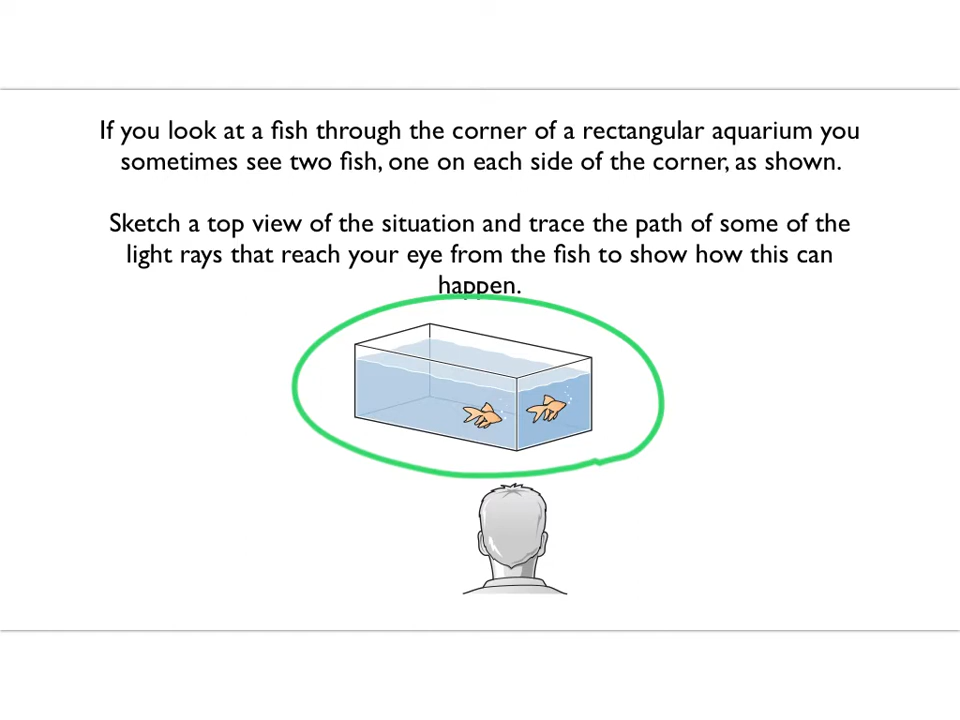 If you look at a fish through the corner of a rectangular aquarium you
sometimes see two fish, one on each side of the corner, as shown.
Sketch a top view of the situation and trace the path of some of the
light rays that reach your eye from the fish to show how this can
happen.